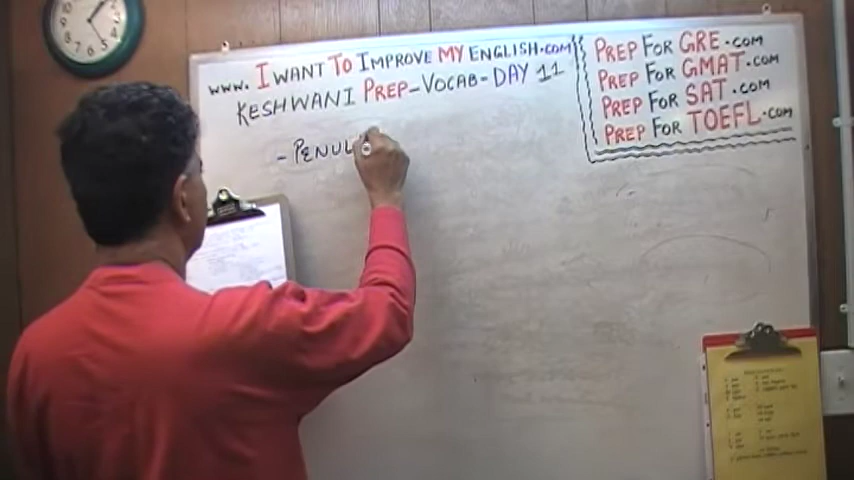 www. I WANT TO IMPROVE MY ENGLISH.COM
KESHWANI PREP-VOCAB-DAY 11
- PENUL
PREP FOR GRE.COM
PREP FOR GMAT.COM
PREP FOR SAT.COM
PREP FOR TOEFL.COM